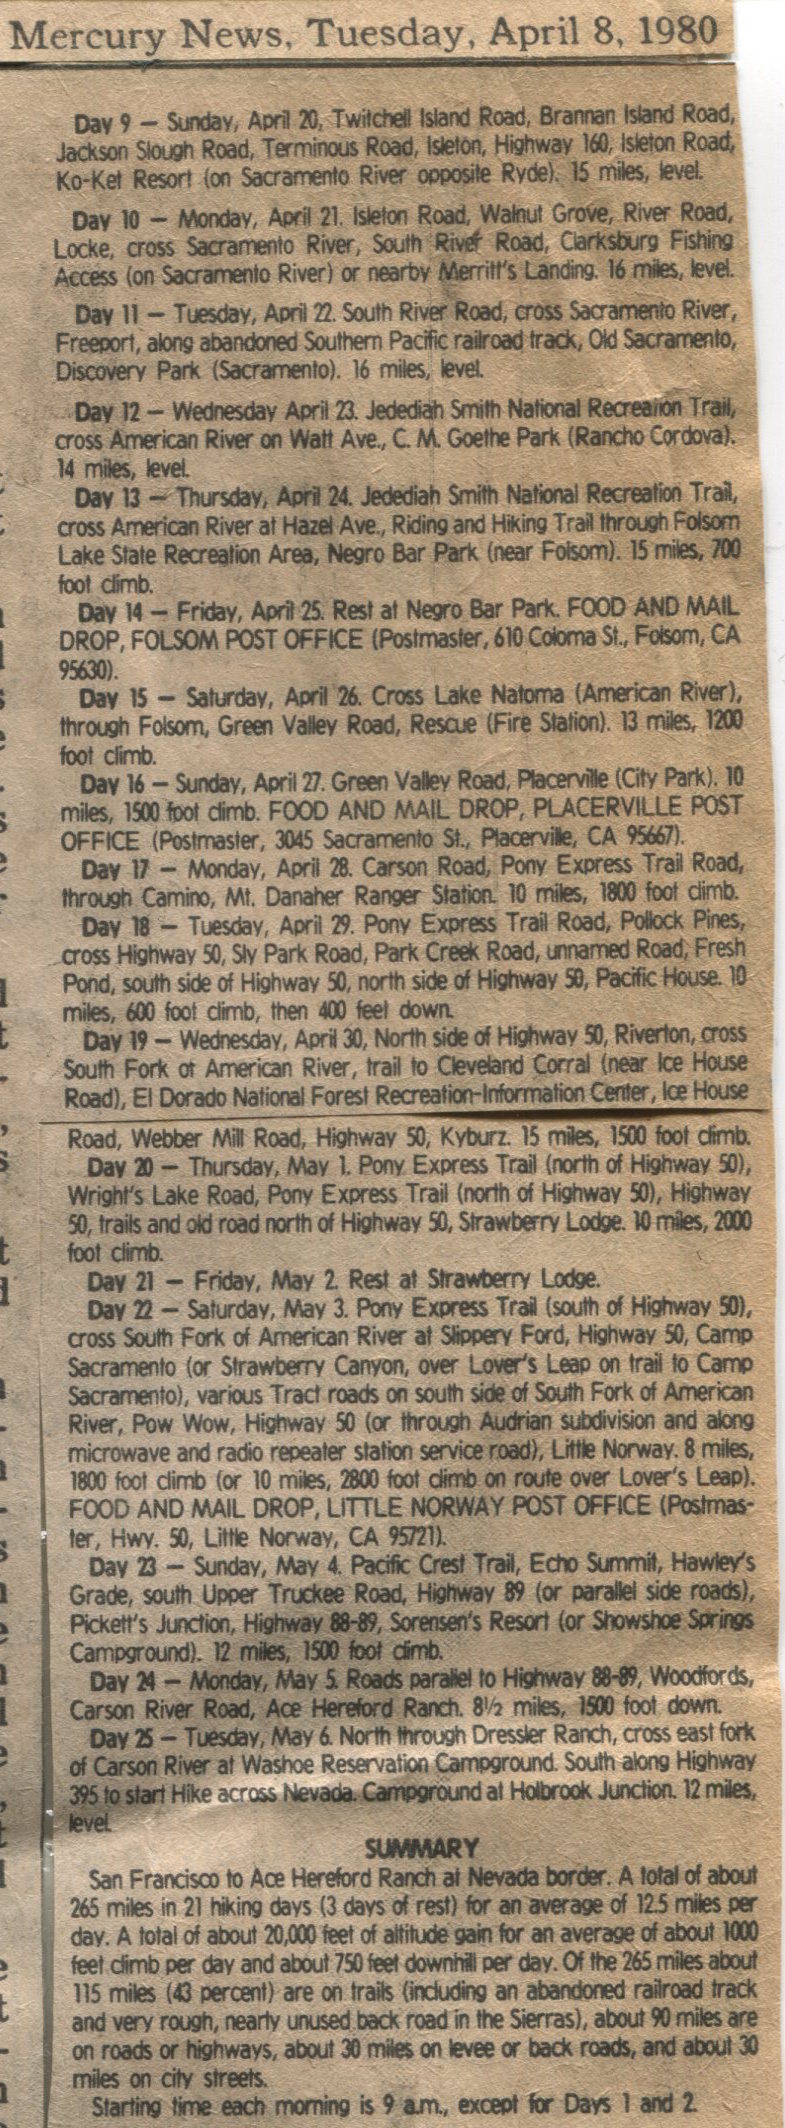 Mercury News, Tuesday, April 8, 1980
Day 9 — Sunday, April 20, Twitchell Island Road, Brannan Island Road,
Jackson Slough Road, Terminous Road, Isleton, Highway 160, Isleton Road,
Ko-Ket Resort (on Sacramento River opposite Ryde). 15 miles, level.
Day 10 — Monday, April 21. Isleton Road, Walnut Grove, River Road,
Locke, cross Sacramento River, South River Road, Clarksburg Fishing
Access (on Sacramento River) or nearby Merritt's Landing. 16 miles, level.
Day 11 — Tuesday, April 22. South River Road, cross Sacramento River,
Freeport, along abandoned Southern Pacific railroad track, Old Sacramento,
Discovery Park (Sacramento). 16 miles, level.
Day 12 — Wednesday April 23. Jedediah Smith National Recreation Trail,
cross American River on Watt Ave., C. M. Goethe Park (Rancho Cordova).
14 miles, level.
Day 13 — Thursday, April 24. Jedediah Smith National Recreation Trail,
cross American River at Hazel Ave., Riding and Hiking Trail through Folsom
Lake State Recreation Area, Negro Bar Park (near Folsom). 15 miles, 700
foot climb.
Day 14 — Friday, April 25. Rest at Negro Bar Park. FOOD AND MAIL
DROP, FOLSOM POST OFFICE (Postmaster, 610 Coloma St., Folsom, CA
95630).
Day 15 — Saturday, April 26. Cross Lake Natoma (American River),
through Folsom, Green Valley Road, Rescue (Fire Station). 13 miles, 1200
foot climb.
Day 16 — Sunday, April 27. Green Valley Road, Placerville (City Park). 10
miles, 1500 foot climb. FOOD AND MAIL DROP, PLACERVILLE POST
OFFICE (Postmaster, 3045 Sacramento St., Placerville, CA 95667).
Day 17 — Monday, April 28. Carson Road, Pony Express Trail Road,
through Camino, Mt. Danaher Ranger Station. 10 miles, 1800 foot climb.
Day 18 — Tuesday, April 29. Pony Express Trail Road, Pollock Pines,
cross Highway 50, Sly Park Road, Park Creek Road, unnamed Road, Fresh
Pond, south side of Highway 50, north side of Highway 50, Pacific House. 10
miles, 600 foot climb, then 400 feet down.
Day 19 — Wednesday, April 30, North side of Highway 50, Riverton, cross
South Fork of American River, trail to Cleveland Corral (near Ice House
Road), El Dorado National Forest Recreation-Information Center, Ice House
Road, Webber Mill Road, Highway 50, Kyburz. 15 miles, 1500 foot climb.
Day 20 — Thursday, May 1. Pony Express Trail (north of Highway 50),
Wright's Lake Road, Pony Express Trail (north of Highway 50), Highway
50, trails and old road north of Highway 50, Strawberry Lodge. 10 miles, 2000
foot climb.
Day 21 — Friday, May 2. Rest at Strawberry Lodge.
Day 22 — Saturday, May 3. Pony Express Trail (south of Highway 50),
cross South Fork of American River at Slippery Ford, Highway 50, Camp
Sacramento (or Strawberry Canyon, over Lover's Leap on trail to Camp
Sacramento), various Tract roads on south side of South Fork of American
River, Pow Wow, Highway 50 (or through Audrian subdivision and along
microwave and radio repeater station service road), Little Norway. 8 miles,
1800 foot climb (or 10 miles, 2800 foot climb on route over Lover's Leap).
FOOD AND MAIL DROP, LITTLE NORWAY POST OFFICE (Postmas-
ter, Hwy. 50, Little Norway, CA 95721).
Day 23 — Sunday, May 4. Pacific Crest Trail, Echo Summit, Hawley's
Grade, south Upper Truckee Road, Highway 89 (or parallel side roads),
Pickett's Junction, Highway 88-89, Sorensen's Resort (or Showshoe Springs
Campground). 12 miles, 1500 foot climb.
Day 24 — Monday, May 5. Roads parallel to Highway 88-89, Woodfords,
Carson River Road, Ace Hereford Ranch. 8½ miles, 1500 foot down.
Day 25 — Tuesday, May 6. North through Dressler Ranch, cross east fork
of Carson River at Washoe Reservation Campground. South along Highway
395 to start Hike across Nevada. Campground at Holbrook Junction. 12 miles,
level.
SUMMARY
San Francisco to Ace Hereford Ranch at Nevada border. A total of about
265 miles in 21 hiking days (3 days of rest) for an average of 12.5 miles per
day. A total of about 20,000 feet of altitude gain for an average of about 1000
feet climb per day and about 750 feet downhill per day. Of the 265 miles about
115 miles (43 percent) are on trails (including an abandoned railroad track
and very rough, nearly unused back road in the Sierras), about 90 miles are
on roads or highways, about 30 miles on levee or back roads, and about 30
miles on city streets.
Starting time each morning is 9 a.m., except for Days 1 and 2.